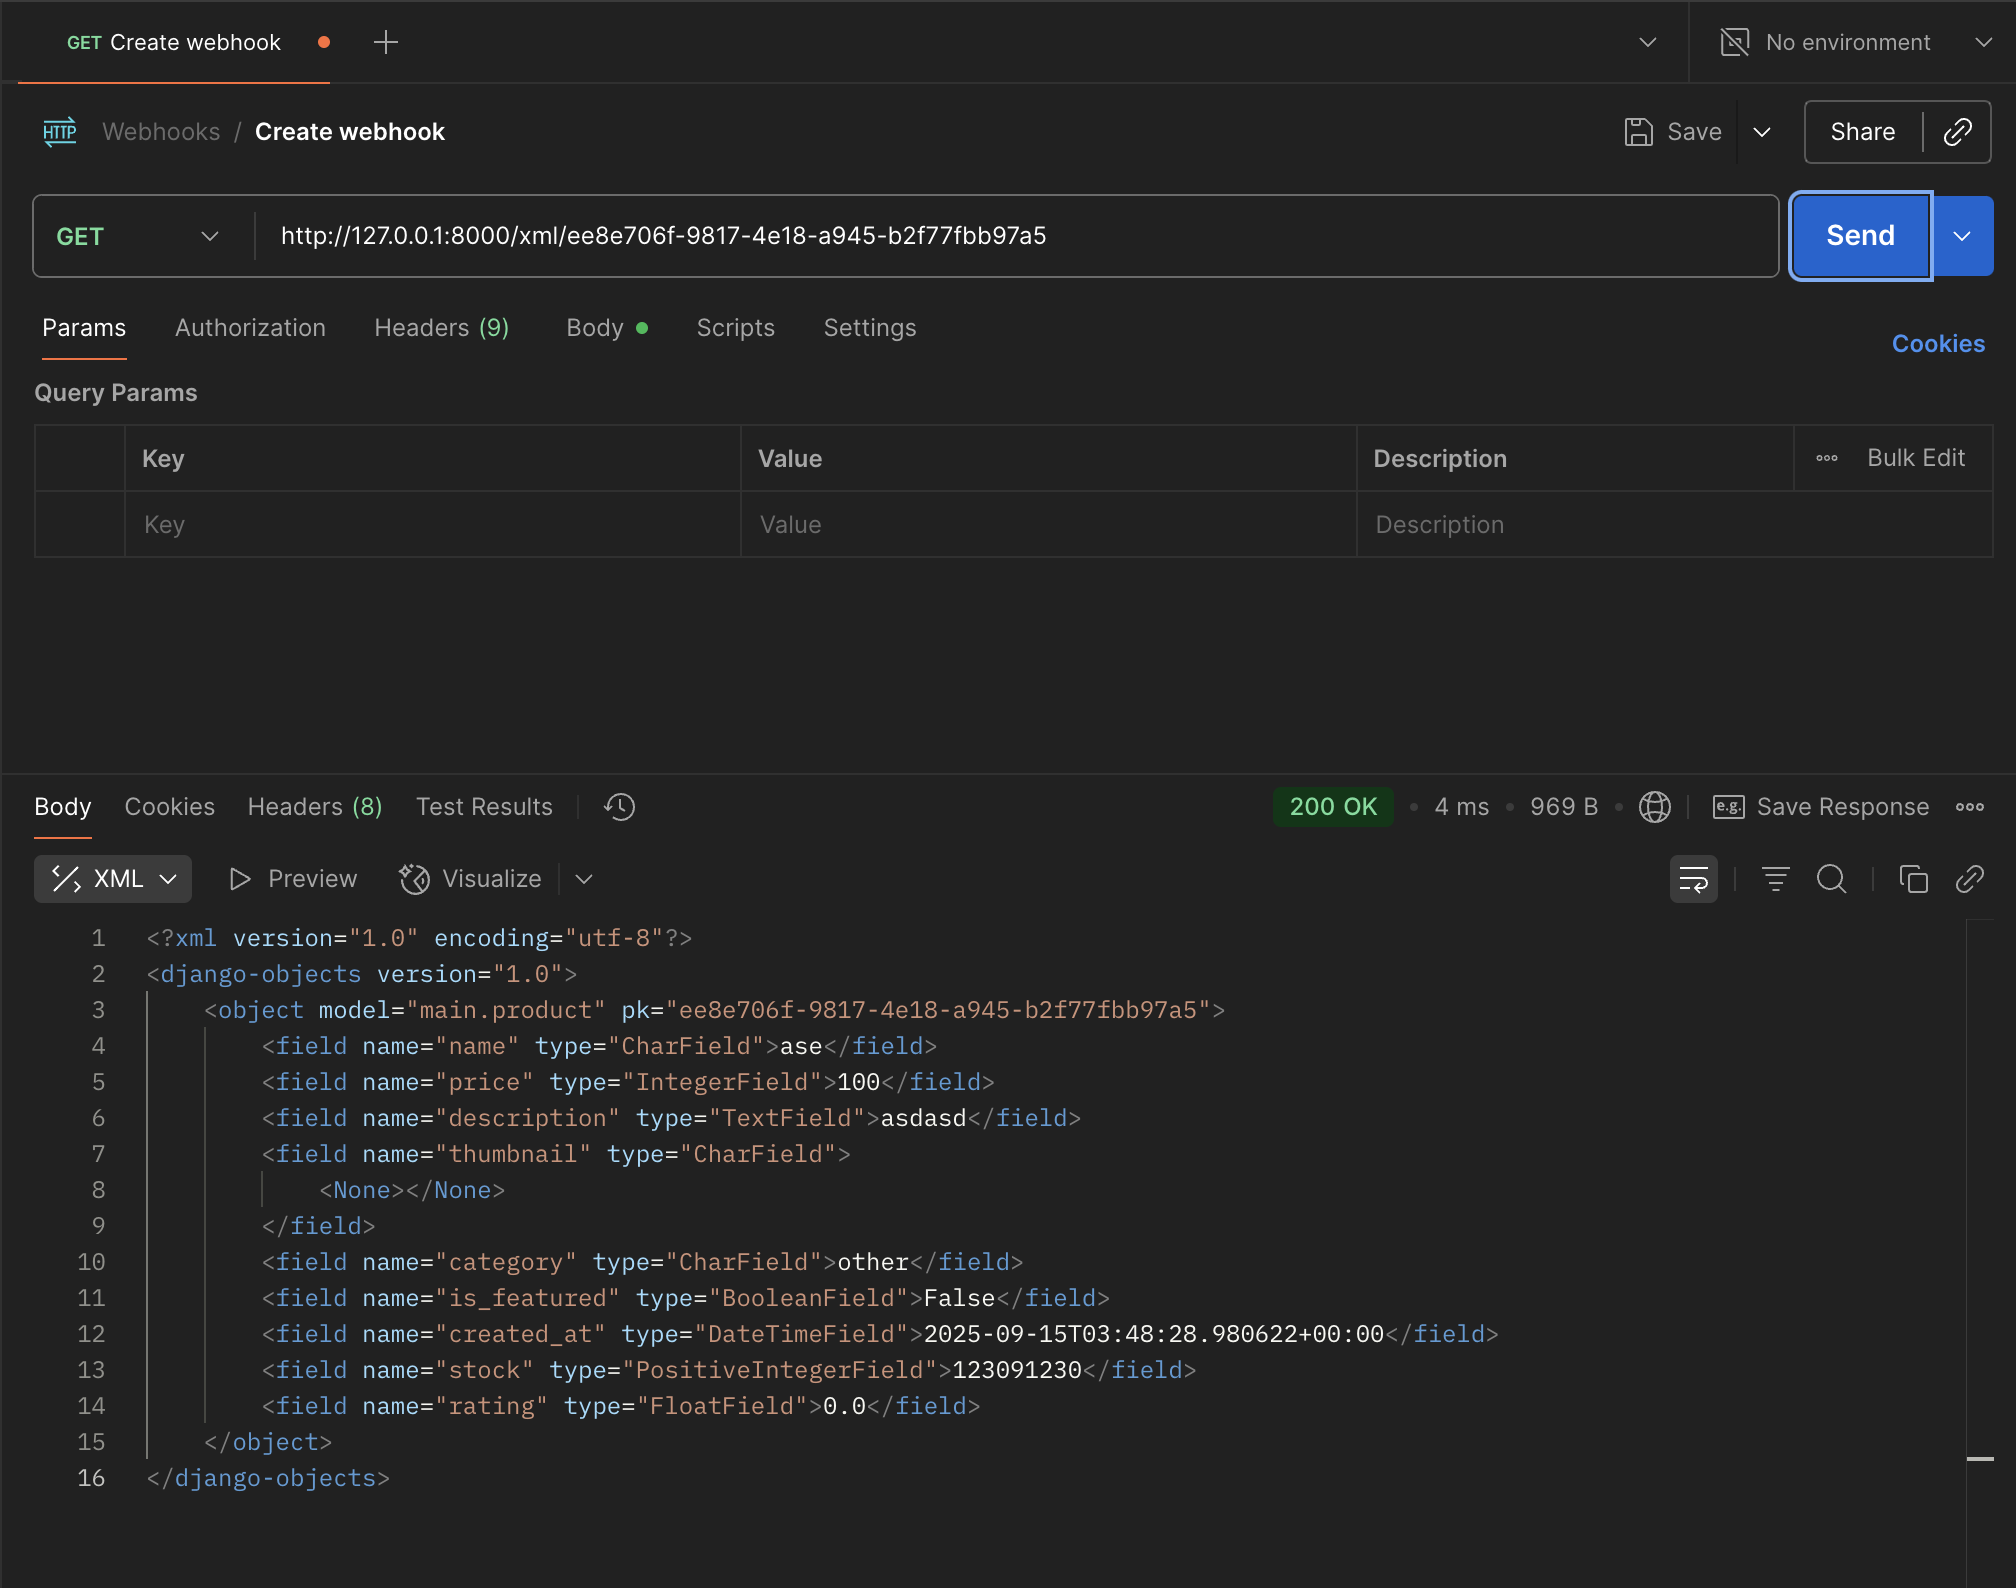 GET Create webhook
No environment
HTTP Webhooks / Create webhook
Save
Share
GET http://127.0.0.1:8000/xml/ee8e706f-9817-4e18-a945-b2f77fbb97a5
Send
Params Authorization Headers (9) Body Scripts Settings
Cookies
Query Params
Key Value Description Bulk Edit
Key Value Description
Body Cookies Headers (8) Test Results
200 OK • 4 ms • 969 B • e.g. Save Response
XML Preview Visualize
1 <?xml version="1.0" encoding="utf-8"?>
2 <django-objects version="1.0">
3 <object model="main.product" pk="ee8e706f-9817-4e18-a945-b2f77fbb97a5">
4 <field name="name" type="CharField">ase</field>
5 <field name="price" type="IntegerField">100</field>
6 <field name="description" type="TextField">asdasd</field>
7 <field name="thumbnail" type="CharField">
8 <None></None>
9 </field>
10 <field name="category" type="CharField">other</field>
11 <field name="is_featured" type="BooleanField">False</field>
12 <field name="created_at" type="DateTimeField">2025-09-15T03:48:28.980622+00:00</field>
13 <field name="stock" type="PositiveIntegerField">123091230</field>
14 <field name="rating" type="FloatField">0.0</field>
15 </object>
16 </django-objects>